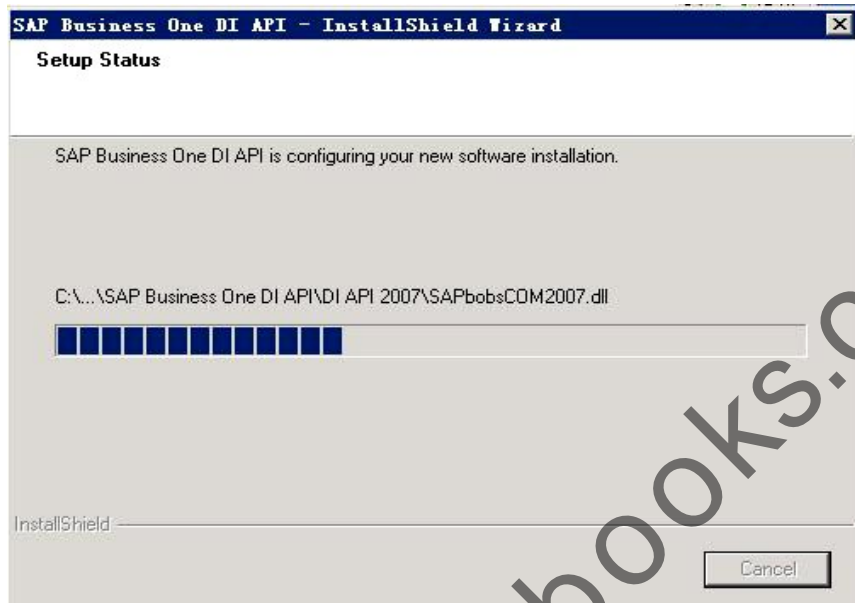 SAP Business One DI API - InstallShield Wizard
Setup Status
SAP Business One DI API is configuring your new software installation.
C:\...\SAP Business One DI API\DI API 2007\SAPbobsCOM2007.dll
ooks.c
InstallShield
Cancel